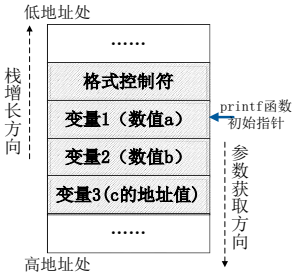 低地址处
……
格式控制符
变量1（数值a）
变量2（数值b）
变量3(c的地址值)
……
高地址处
栈增长方向
printf函数
初始指针
参数获取方向